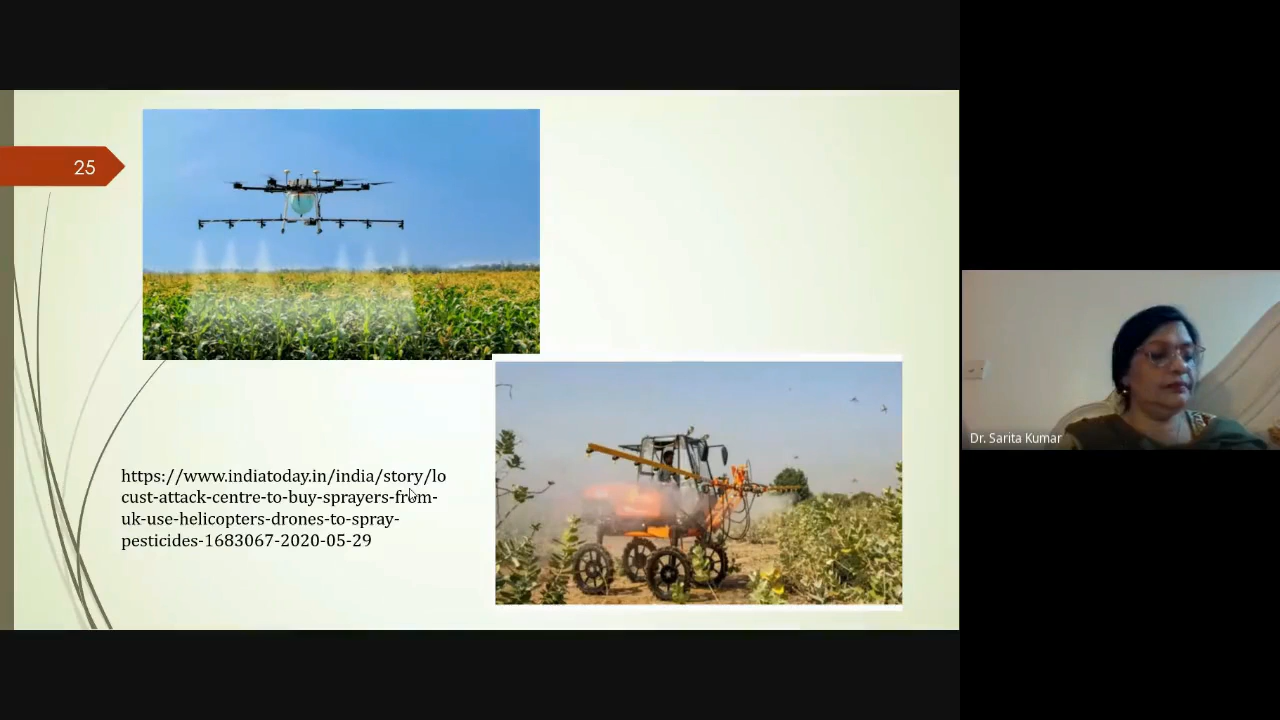 25
https://www.indiatoday.in/india/story/lo
cust-attack-centre-to-buy-sprayers-from-
uk-use-helicopters-drones-to-spray-
pesticides-1683067-2020-05-29
Dr. Sarita Kumar